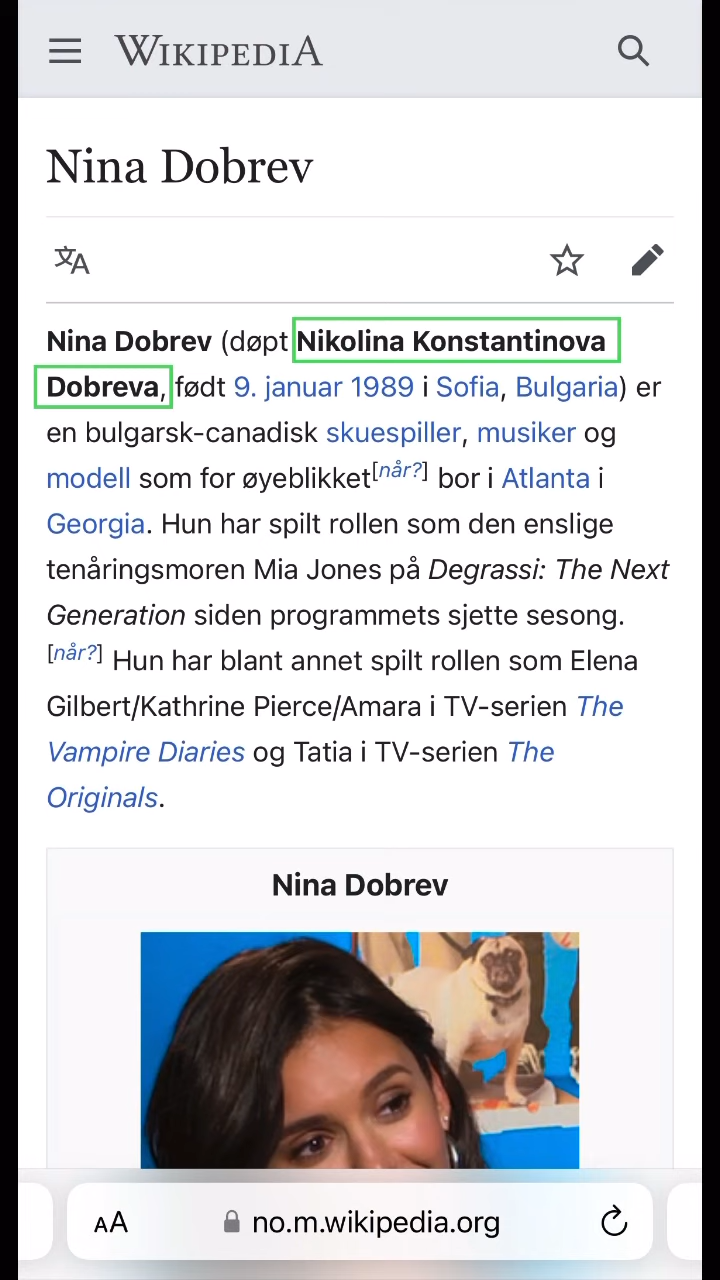 WIKIPEDIA
Nina Dobrev
Nina Dobrev (døpt Nikolina Konstantinova
Dobreva, født 9. januar 1989 i Sofia, Bulgaria) er
en bulgarsk-canadisk skuespiller, musiker og
modell som for øyeblikket[når?] bor i Atlanta i
Georgia. Hun har spilt rollen som den enslige
tenåringsmoren Mia Jones på Degrassi: The Next
Generation siden programmets sjette sesong.
[når?] Hun har blant annet spilt rollen som Elena
Gilbert/Kathrine Pierce/Amara i TV-serien The
Vampire Diaries og Tatia i TV-serien The
Originals.
Nina Dobrev
AA no.m.wikipedia.org